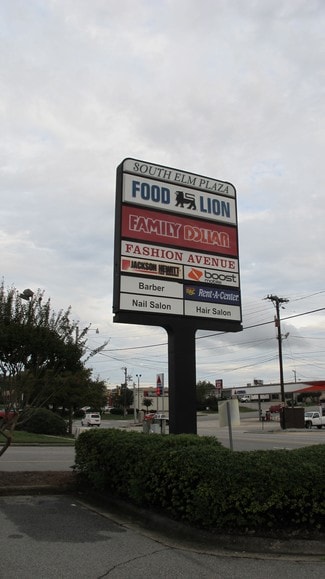 SOUTH ELM PLAZA
FOOD LION
FAMILY DOLLAR
FASHION AVENUE
JACKSON HEWITT
boost
Barber
Rent-A-Center
Nail Salon
Hair Salon